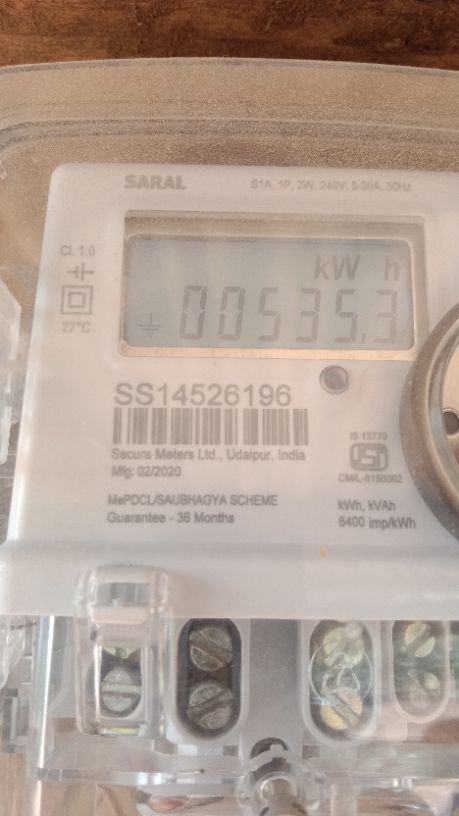 SARAL
S1A, 1P, 2W, 240V, 5-30A, 50Hz
Cl. 1.0
27°C
kW h
00535.3
SS14526196
Secure Meters Ltd., Udaipur, India
Mfg: 02/2020
IS 13779
CM/L-8150362
MePDCL/SAUBHAGYA SCHEME
Guarantee - 36 Months
kWh, kVAh
6400 imp/kWh